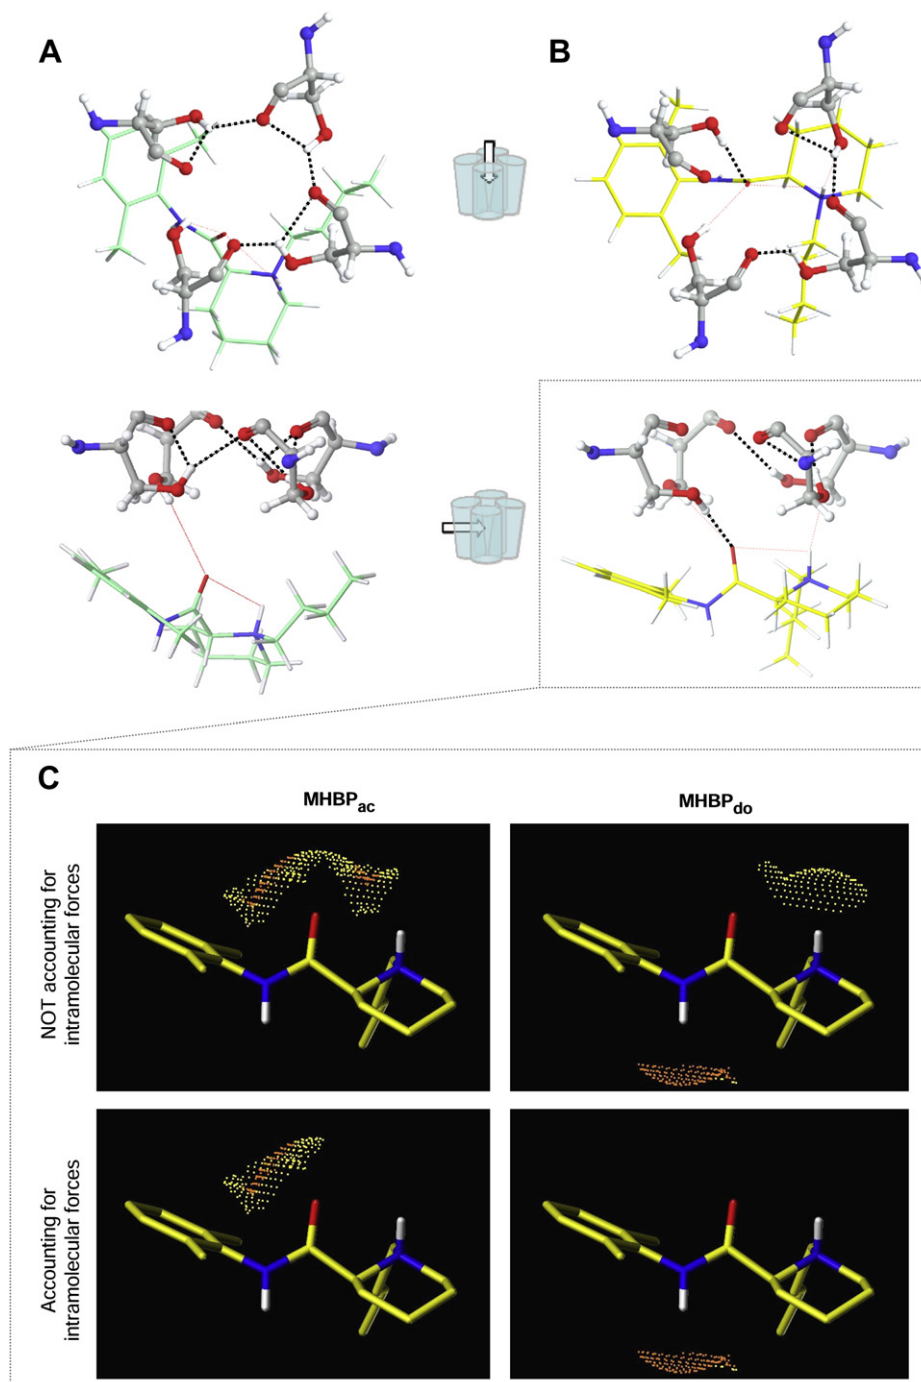 A
B
C
MHBPac
MHBPdo
NOT accounting for
intramolecular forces
Accounting for
intramolecular forces